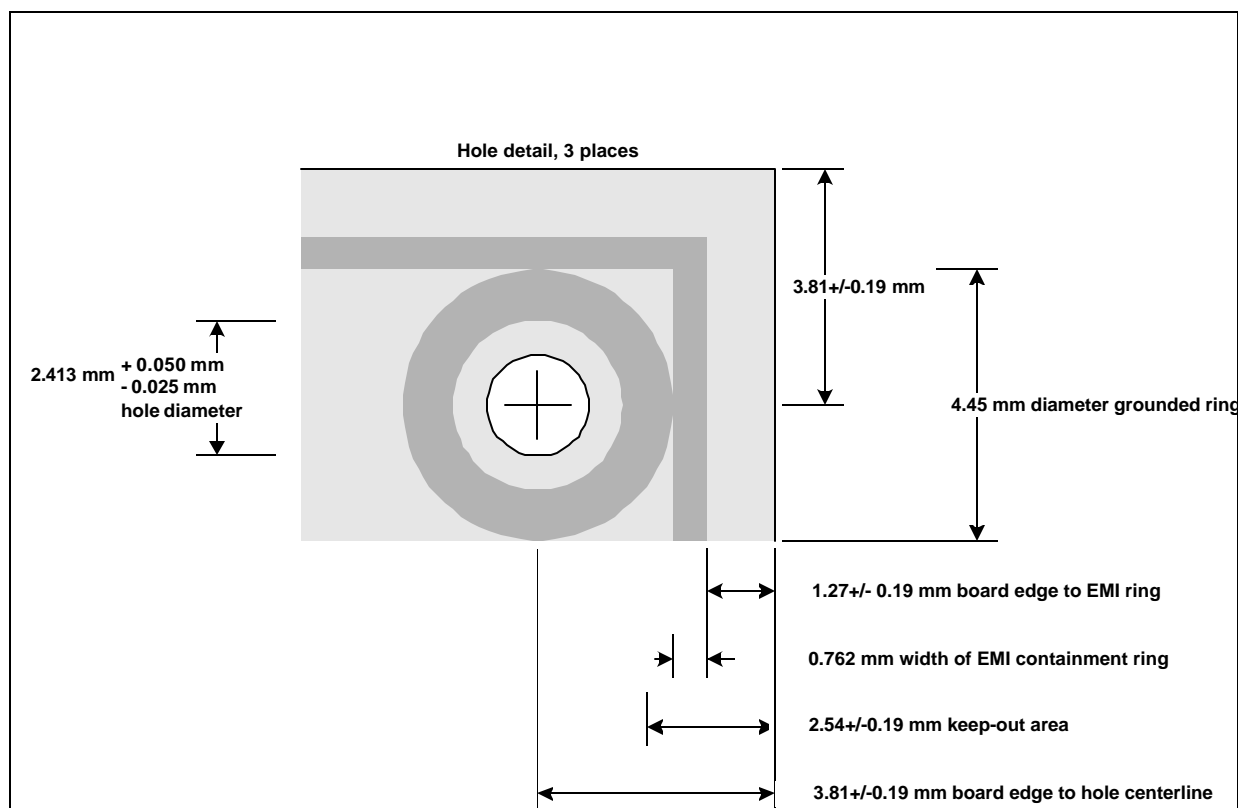 Hole detail, 3 places
3.81+/-0.19 mm
2.413 mm + 0.050 mm
- 0.025 mm
hole diameter
4.45 mm diameter grounded ring
1.27+/- 0.19 mm board edge to EMI ring
0.762 mm width of EMI containment ring
2.54+/-0.19 mm keep-out area
3.81+/-0.19 mm board edge to hole centerline